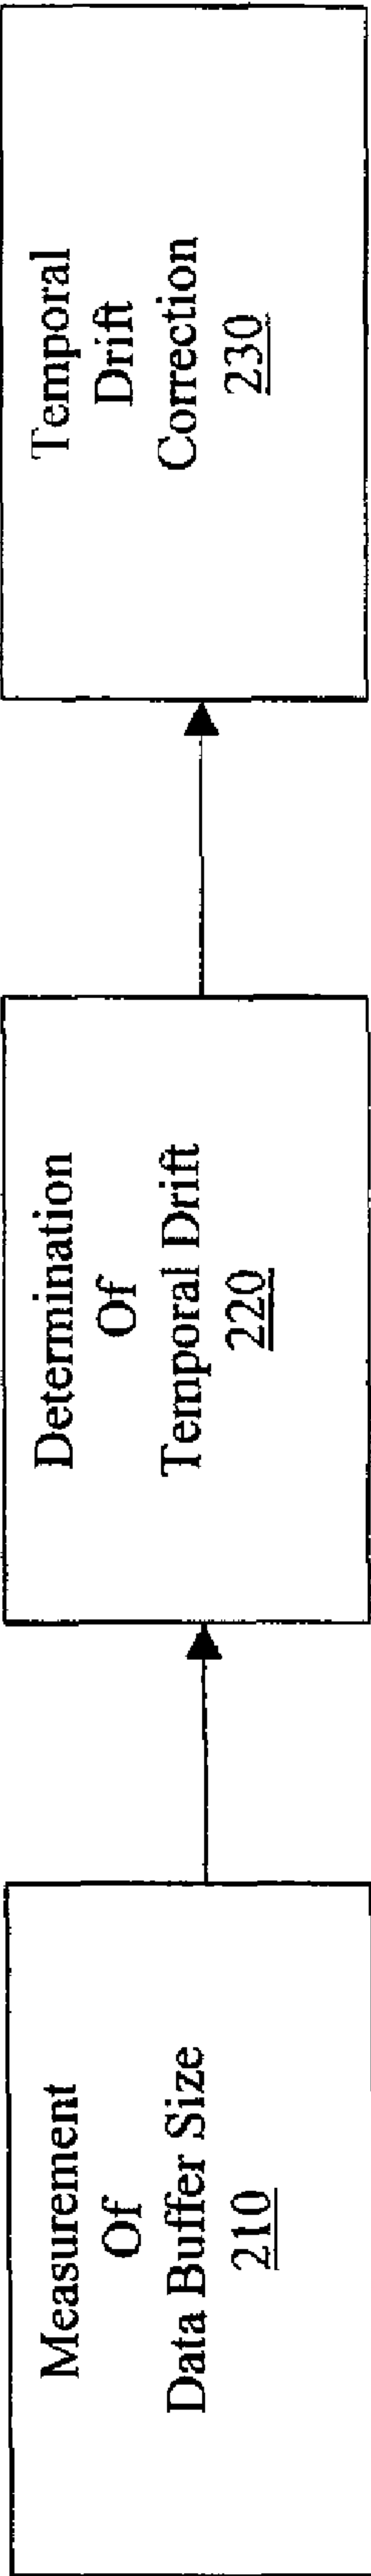 Measurement
Of
Data Buffer Size
210
Determination
Of
Temporal Drift
220
Temporal
Drift
Correction
230